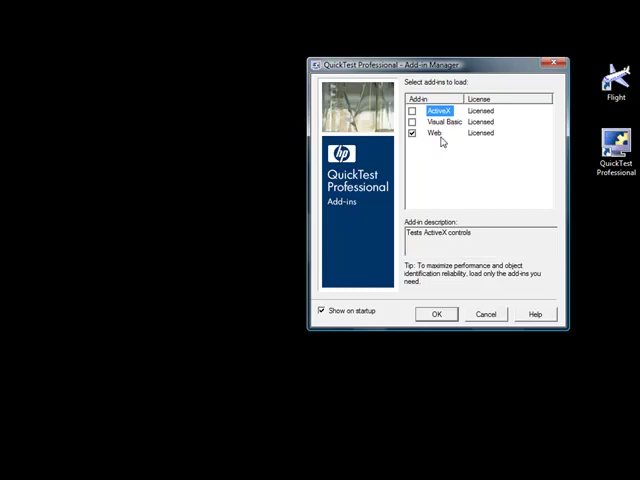 QuickTest Professional - Add-in Manager
Select add-ins to load:
Add-in License
ActiveX Licensed
Visual Basic Licensed
Web Licensed
hp
QuickTest
Professional
Add-ins
Add-in description:
Tests ActiveX controls
Tip: To maximize performance and object
identification reliability, load only the add-ins you
need.
Show on startup
OK
Cancel
Help
Flight
QuickTest
Professional